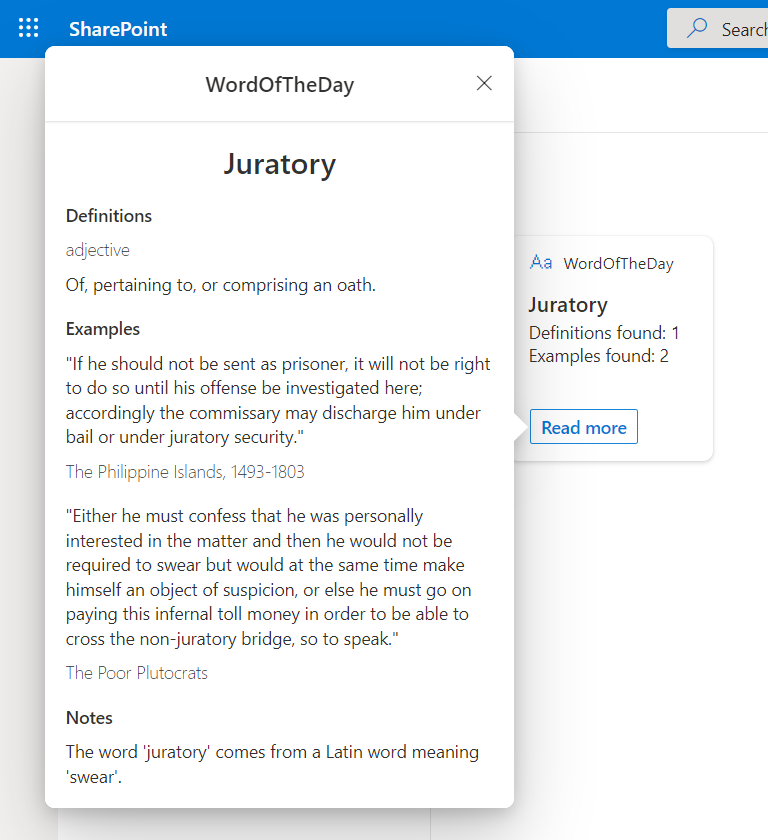 SharePoint
Search
WordOfTheDay
Juratory
Definitions
adjective
Of, pertaining to, or comprising an oath.
Examples
"If he should not be sent as prisoner, it will not be right
to do so until his offense be investigated here;
accordingly the commissary may discharge him under
bail or under juratory security."
The Philippine Islands, 1493-1803
"Either he must confess that he was personally
interested in the matter and then he would not be
required to swear but would at the same time make
himself an object of suspicion, or else he must go on
paying this infernal toll money in order to be able to
cross the non-juratory bridge, so to speak."
The Poor Plutocrats
Notes
The word 'juratory' comes from a Latin word meaning
'swear'.
Aa WordOfTheDay
Juratory
Definitions found: 1
Examples found: 2
Read more